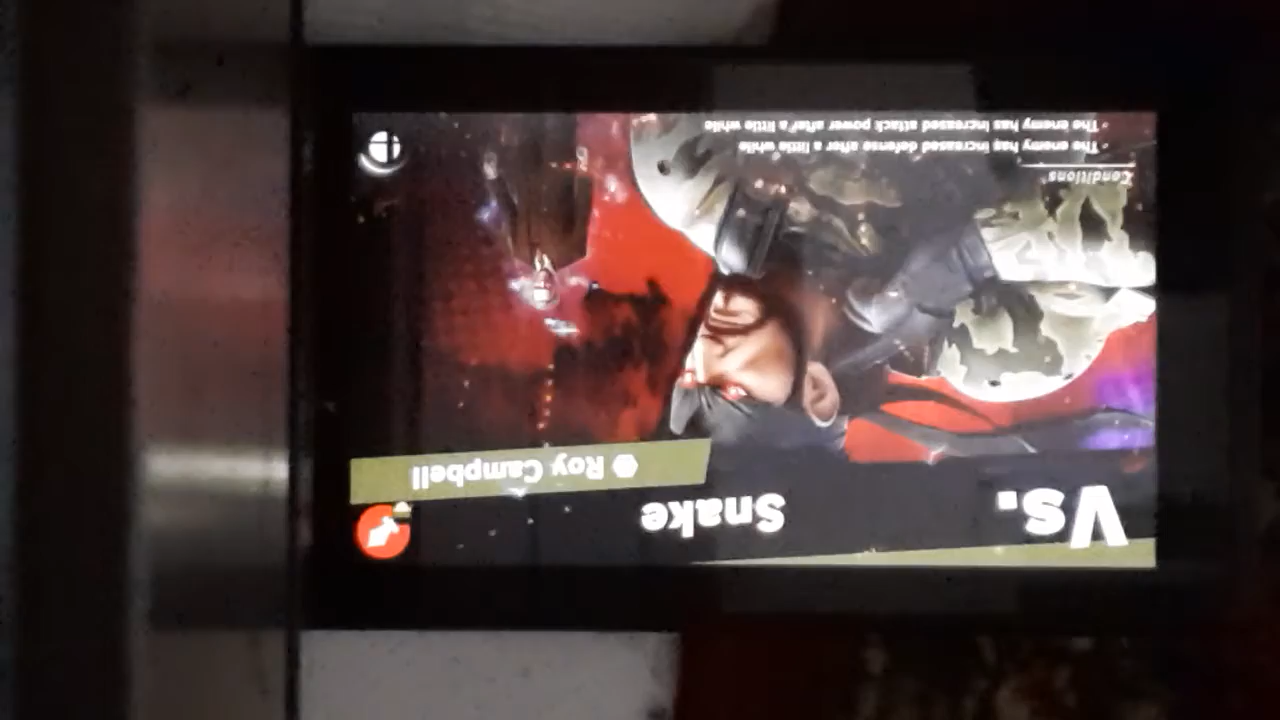 Vs.
Snake
Roy Campbell
Conditions
- The enemy has increased defense after a little while
- The enemy has increased attack power after a little while